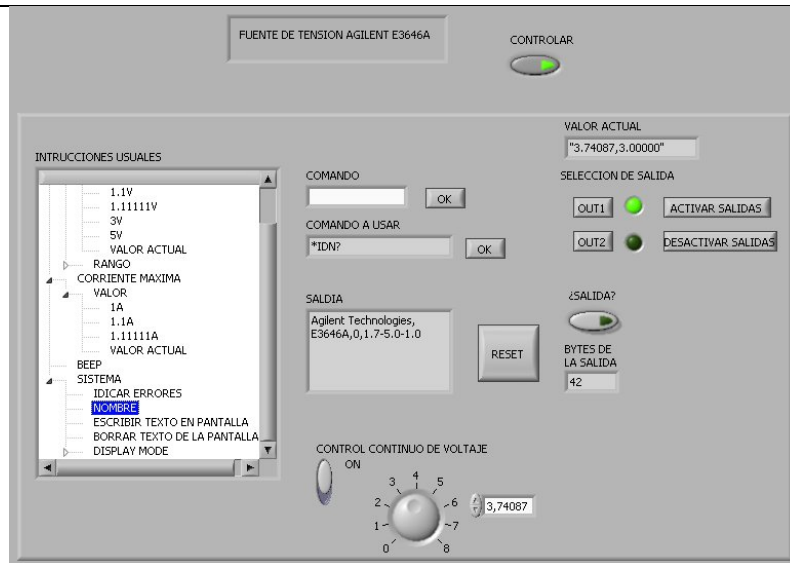 FUENTE DE TENSION AGILENT E3646A
CONTROLAR
VALOR ACTUAL
"3.74087,3.00000"
INTRUCCIONES USUALES
1.1V
1.11111V
3V
5V
VALOR ACTUAL
RANGO
CORRIENTE MAXIMA
VALOR
1A
1.1A
1.11111A
VALOR ACTUAL
BEEP
SISTEMA
IDICAR ERRORES
NOMBRE
ESCRIBIR TEXTO EN PANTALLA
BORRAR TEXTO DE LA PANTALLA
DISPLAY MODE
COMANDO
OK
COMANDO A USAR
*IDN?
OK
SALDIA
Agilent Technologies,
E3646A,0,1.7-5.0-1.0
RESET
SELECCION DE SALIDA
OUT1
ACTIVAR SALIDAS
OUT2
DESACTIVAR SALIDAS
¿SALIDA?
BYTES DE
LA SALIDA
42
CONTROL CONTINUO DE VOLTAJE
ON
0
1
2
3
4
5
6
7
8
3,74087